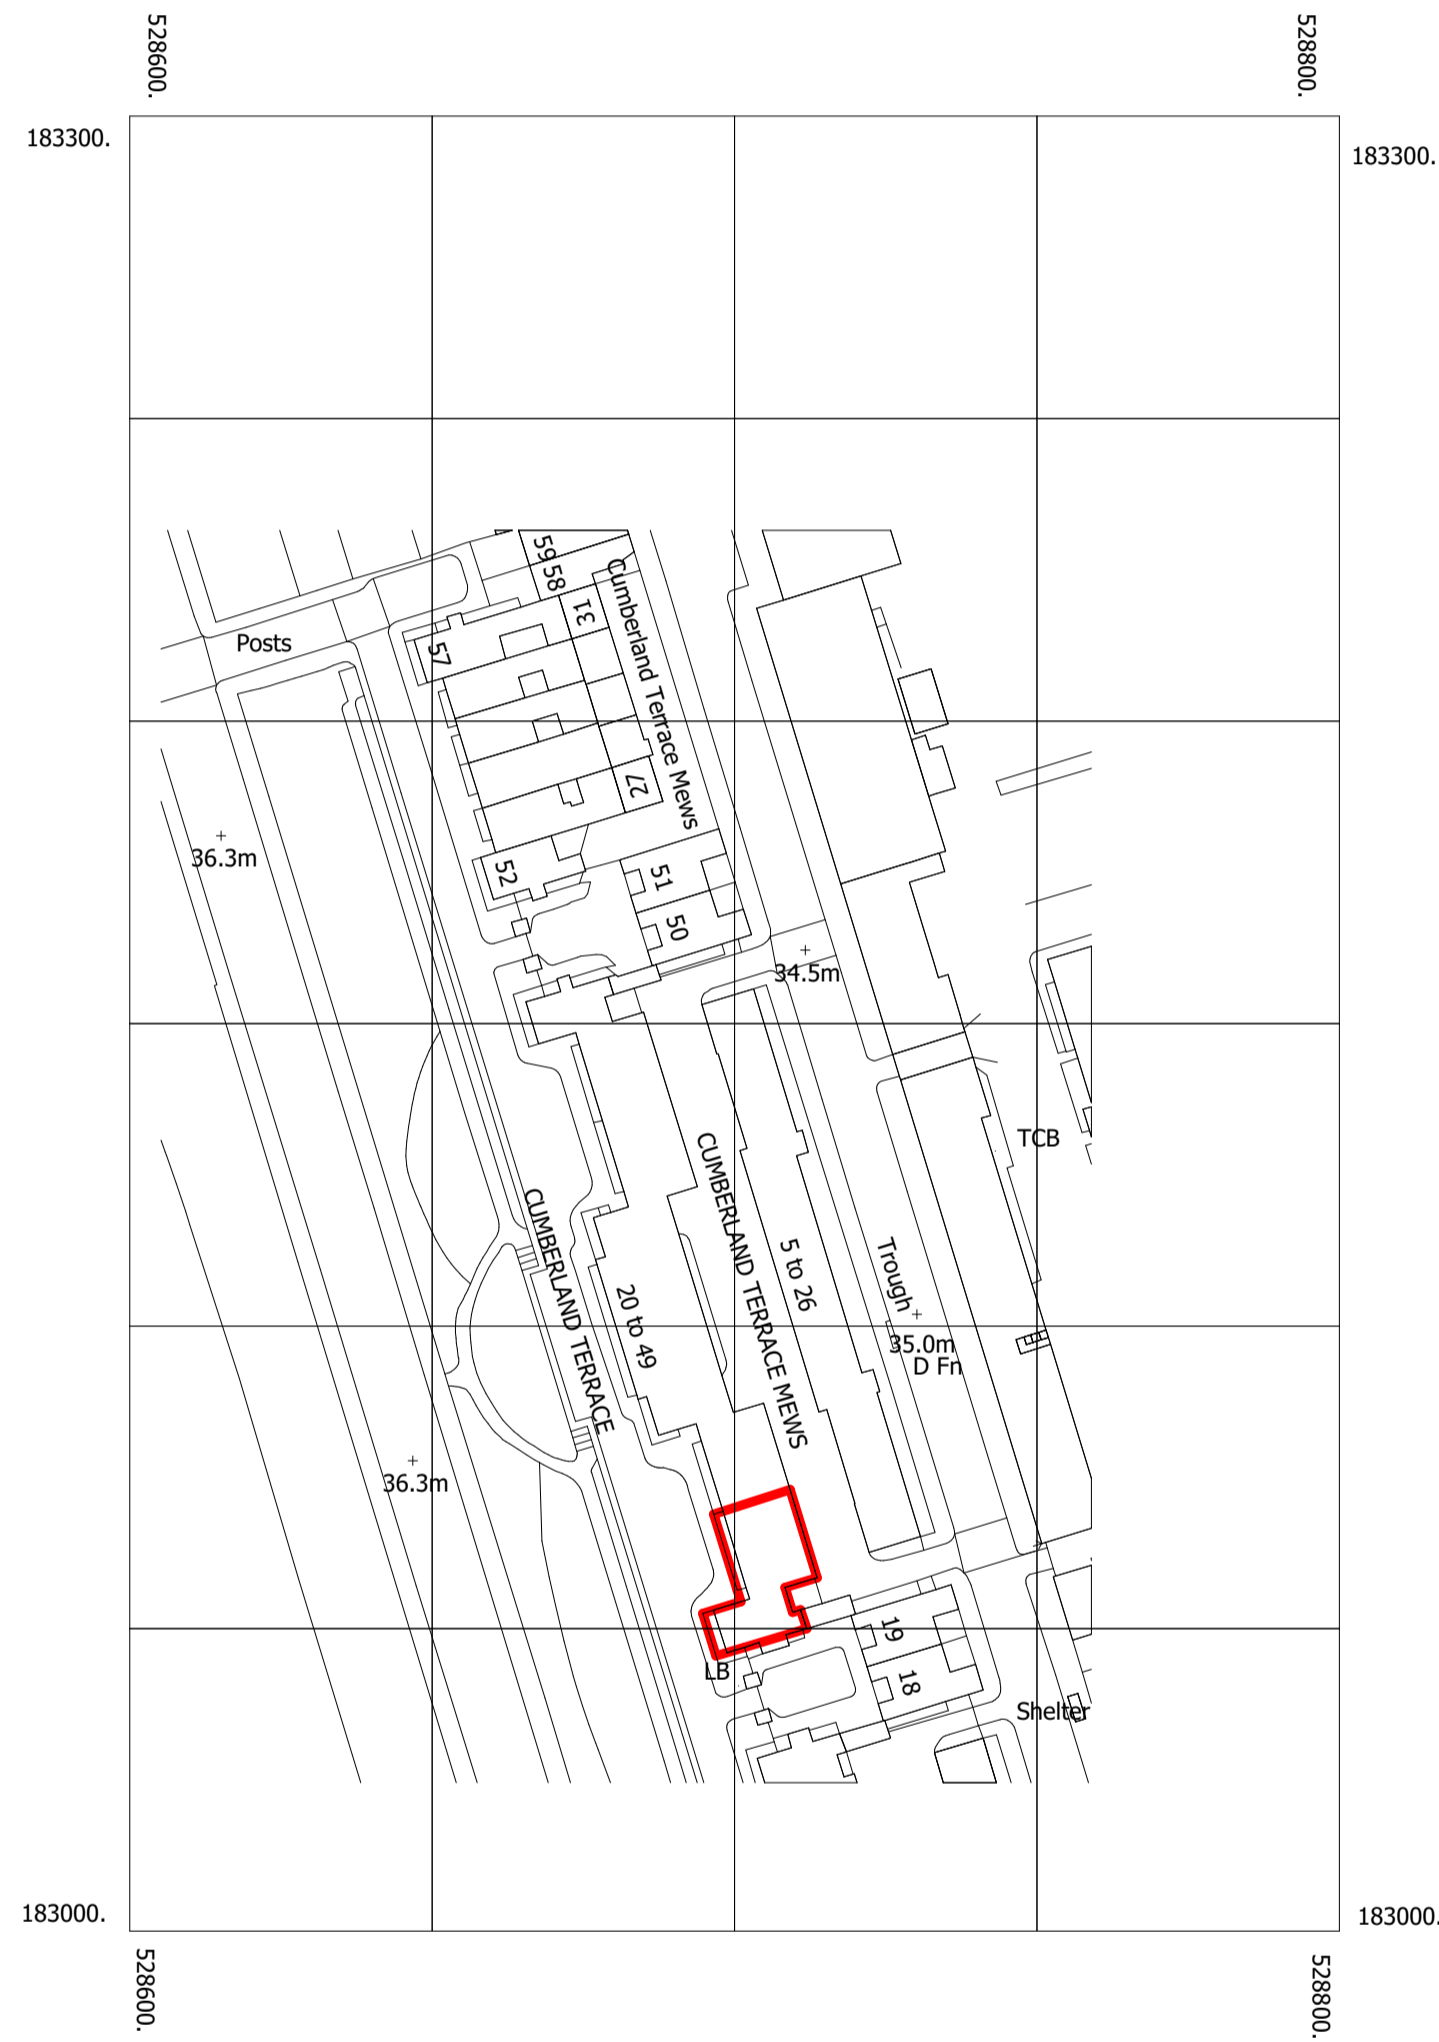 528600.
528800.
183300.
183300.
59
58
Cumberland Terrace Mews
31
Posts
57
27
36.3m
52
51
50
34.5m
TCB
CUMBERLAND TERRACE MEWS
CUMBERLAND TERRACE
5 to 26
Trough
20 to 49
35.0m
D Fn
36.3m
19
LB
18
Shelter
183000.
183000.
528600.
528800.